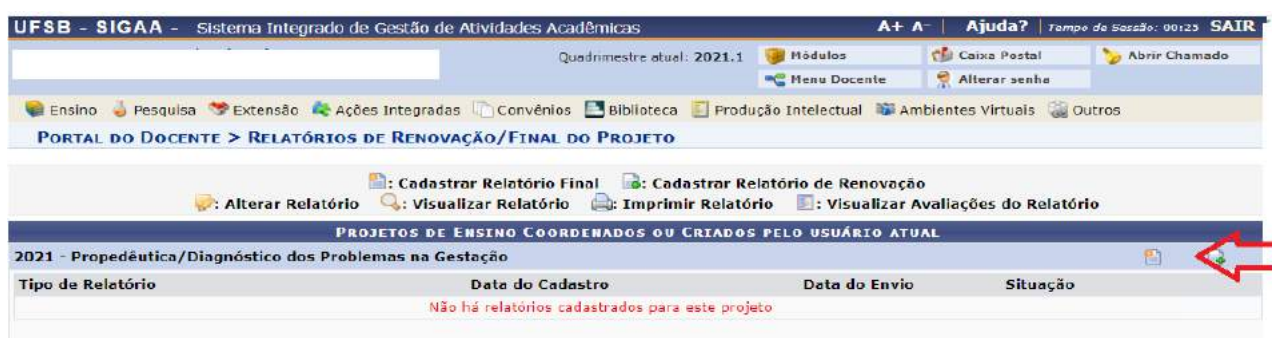 UFSB - SIGAA - Sistema Integrado de Gestão de Atividades Acadêmicas A+ A- Ajuda? Tempo de Sessão: 00:25 SAIR
Quadrimestre atual: 2021.1 Módulos Caixa Postal Abrir Chamado
Menu Docente Alterar senha
Ensino Pesquisa Extensão Ações Integradas Convênios Biblioteca Produção Intelectual Ambientes Virtuais Outros
PORTAL DO DOCENTE > RELATÓRIOS DE RENOVAÇÃO/FINAL DO PROJETO
: Cadastrar Relatório Final : Cadastrar Relatório de Renovação
: Alterar Relatório : Visualizar Relatório : Imprimir Relatório : Visualizar Avaliações do Relatório
PROJETOS DE ENSINO COORDENADOS OU CRIADOS PELO USUÁRIO ATUAL
2021 - Propedêutica/Diagnóstico dos Problemas na Gestação
Tipo de Relatório Data do Cadastro Data do Envio Situação
Não há relatórios cadastrados para este projeto